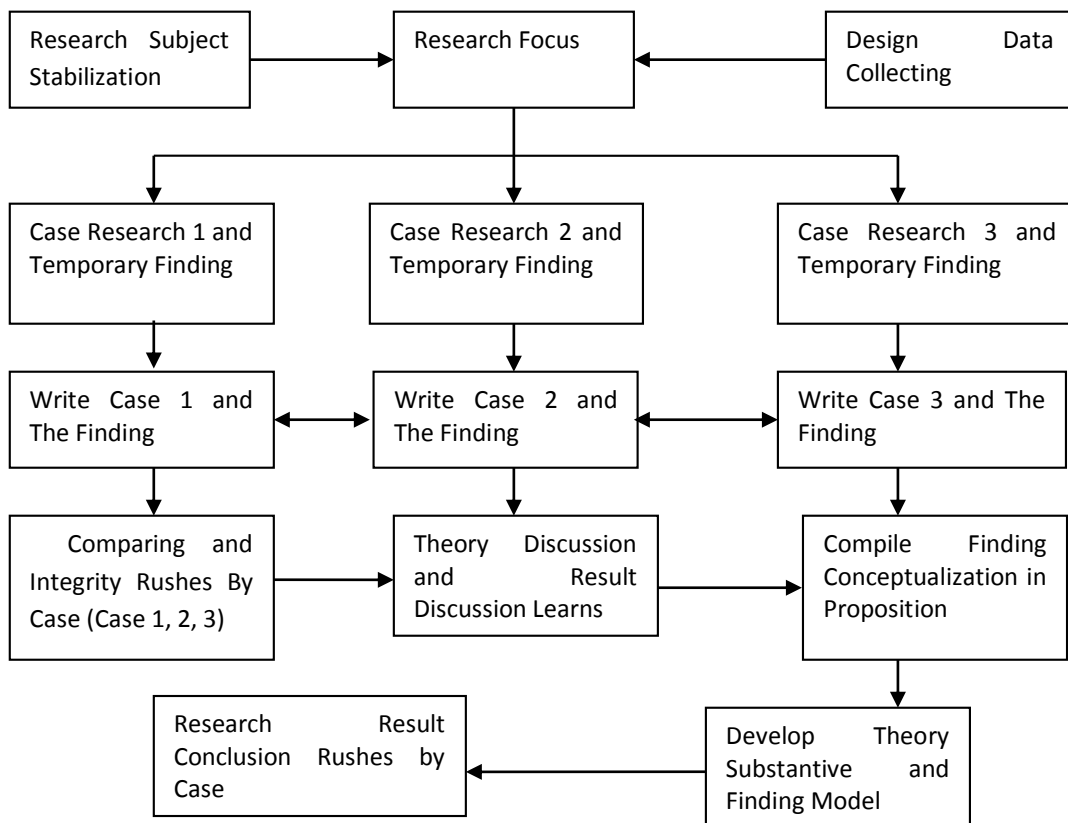 Research Subject
Stabilization
Research Focus
Design Data
Collecting
Case Research 1 and
Temporary Finding
Case Research 2 and
Temporary Finding
Case Research 3 and
Temporary Finding
Write Case 1 and
The Finding
Write Case 2 and
The Finding
Write Case 3 and The
Finding
Comparing and
Integrity Rushes By
Case (Case 1, 2, 3)
Theory Discussion
and Result
Discussion Learns
Compile Finding
Conceptualization in
Proposition
Research Result
Conclusion Rushes by
Case
Develop Theory
Substantive and
Finding Model